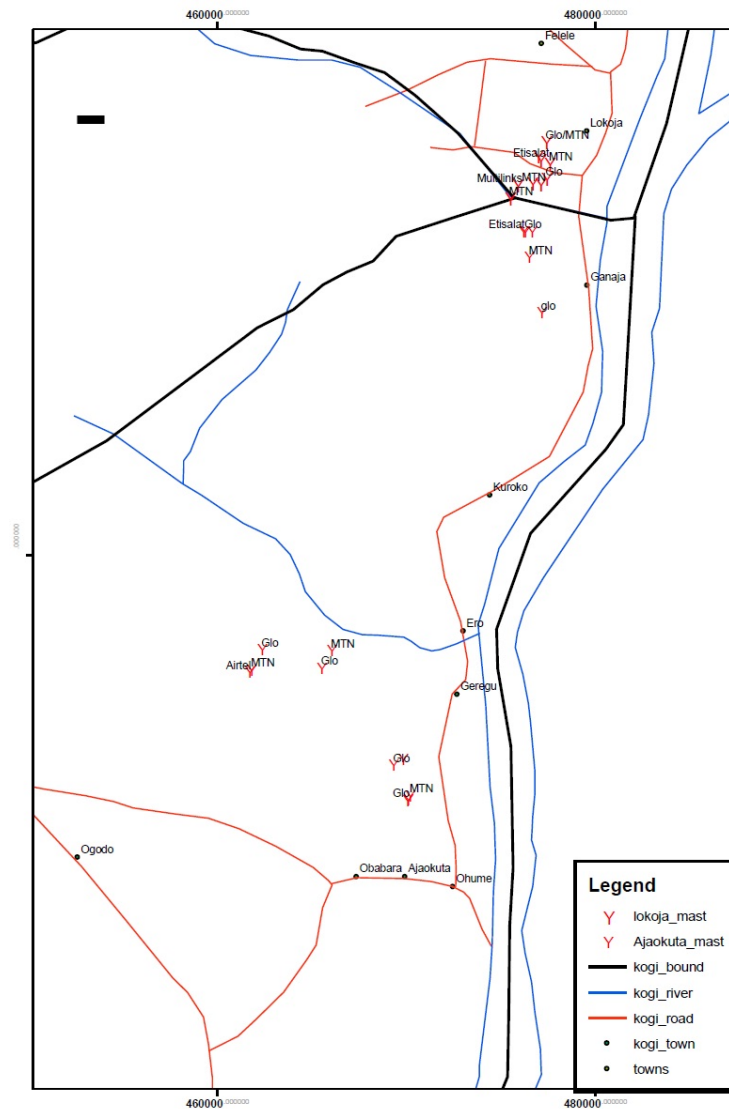 460000.000000 480000.000000
Felele
Lokoja
Glo/MTN
Etisalat MTN
Glo
Multilinks MTN
MTN
Etisalat Glo
MTN
Ganaja
glo
Kuroko
.000000
Ero
Glo MTN
Airtel MTN Glo
Geregu
Glo
Glo MTN
Ogodo
Obabara Ajaokuta Ohume
Legend
lokoja_mast
Ajaokuta_mast
kogi_bound
kogi_river
kogi_road
kogi_town
towns
460000.000000 480000.000000